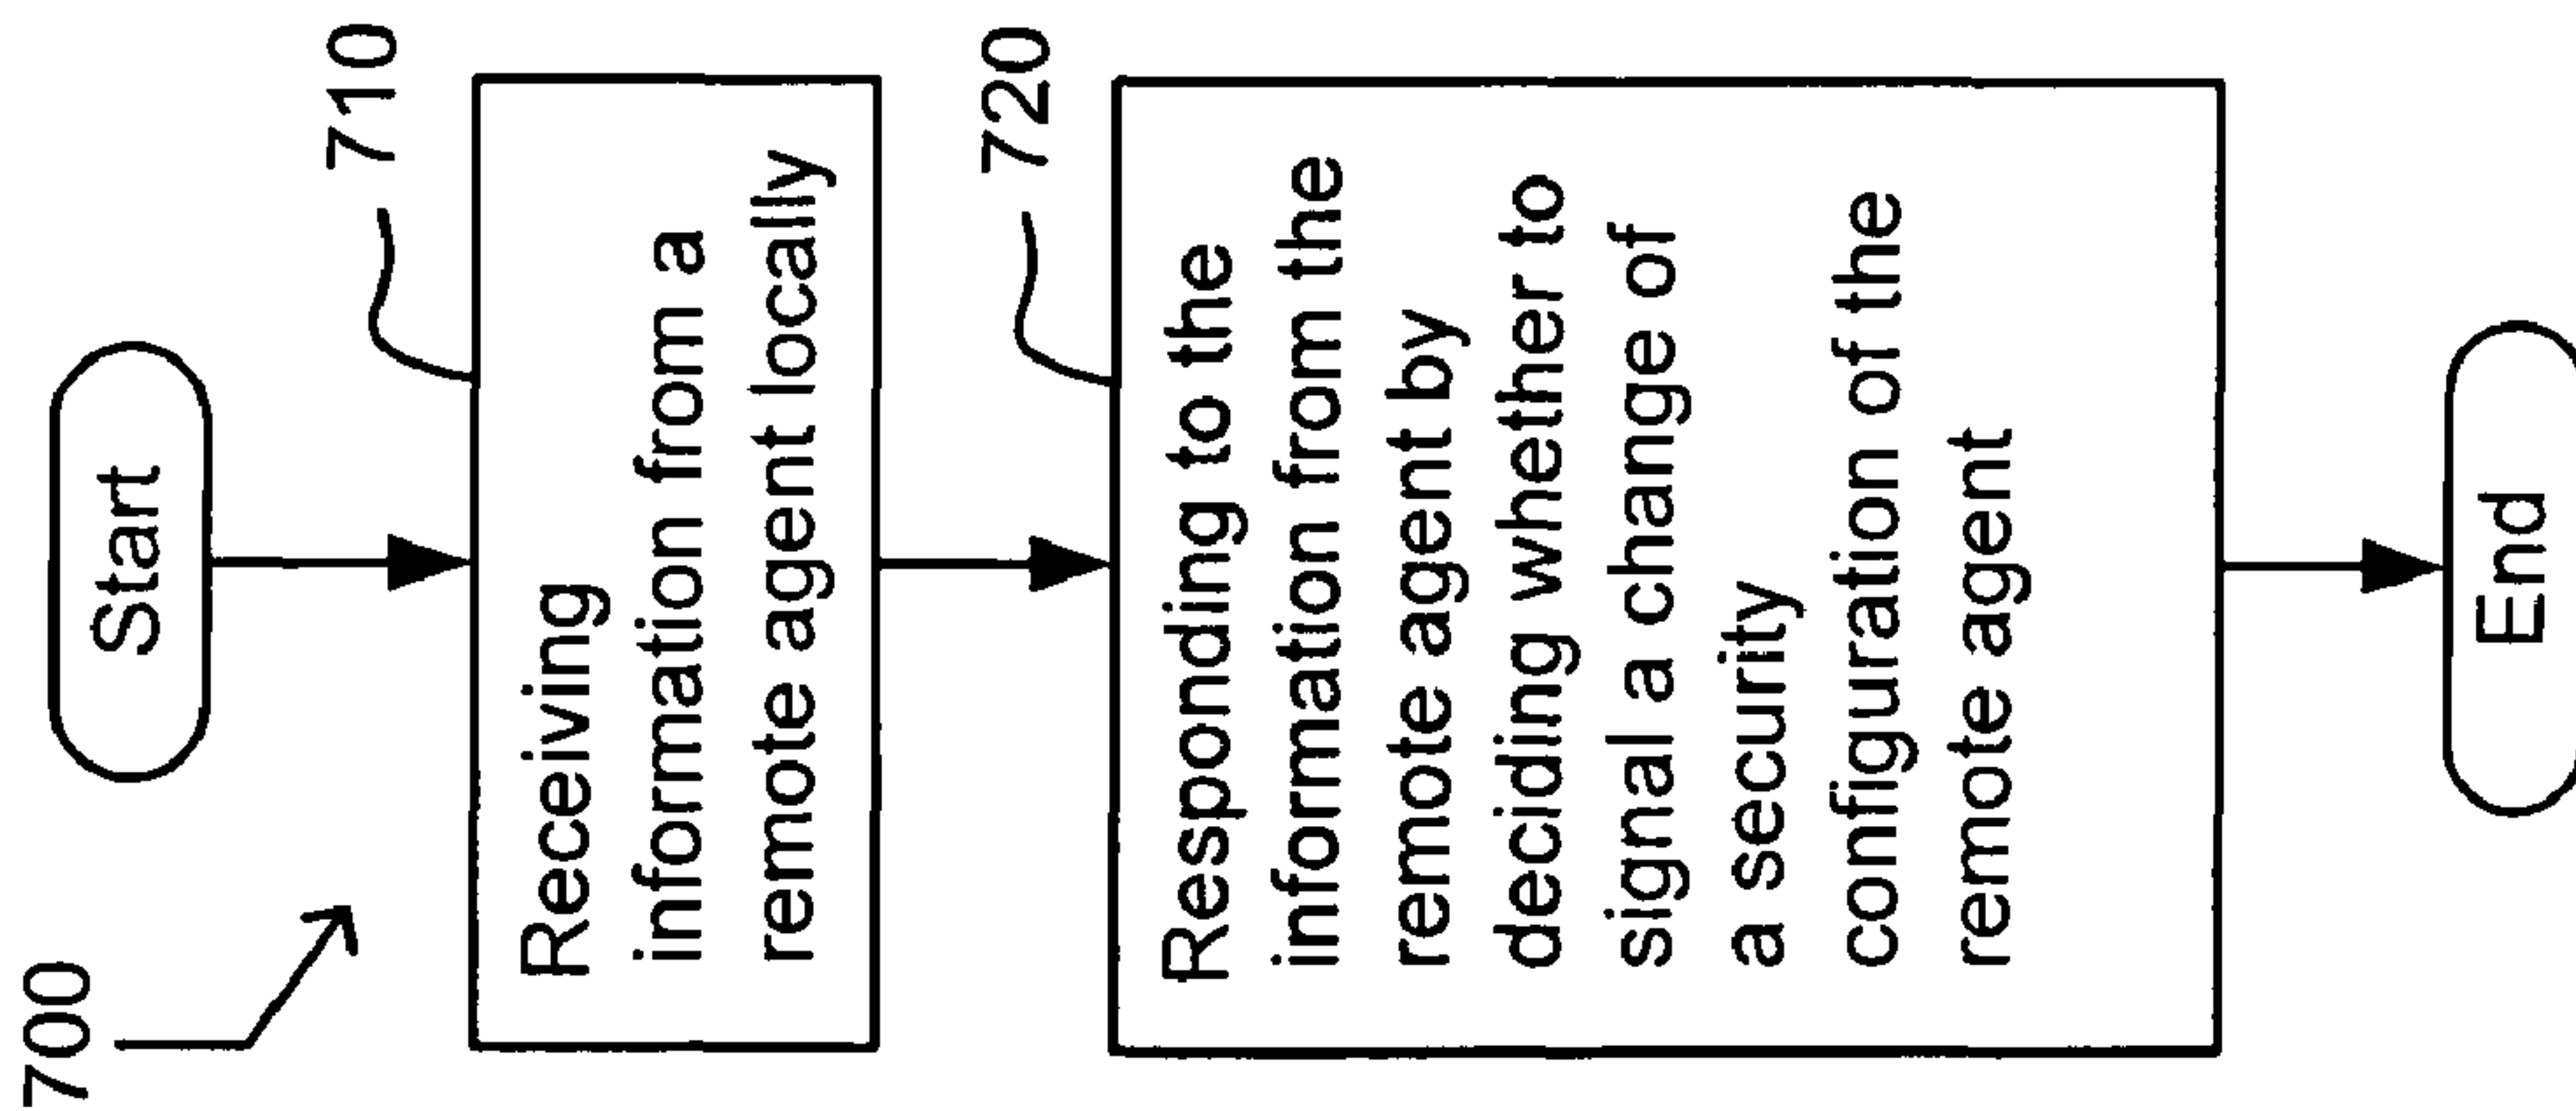 700
Start
710
Receiving
information from a
remote agent locally
720
Responding to the
information from the
remote agent by
deciding whether to
signal a change of
a security
configuration of the
remote agent
End